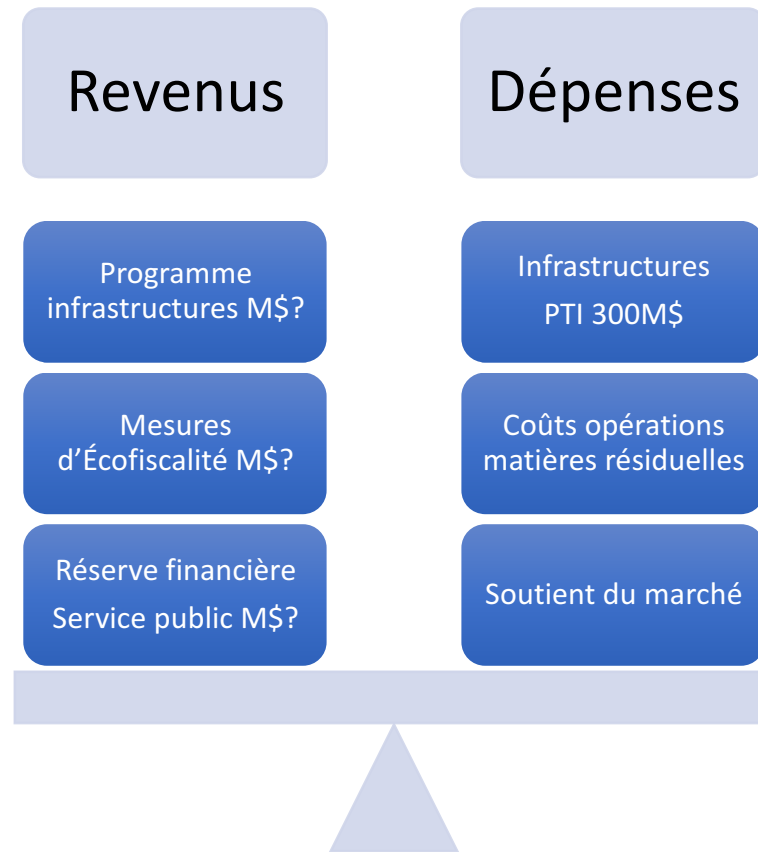 Revenus
Dépenses
Programme
infrastructures M$?
Mesures
d’Écofiscalité M$?
Réserve financière
Service public M$?
Infrastructures
PTI 300M$
Coûts opérations
matières résiduelles
Soutient du marché